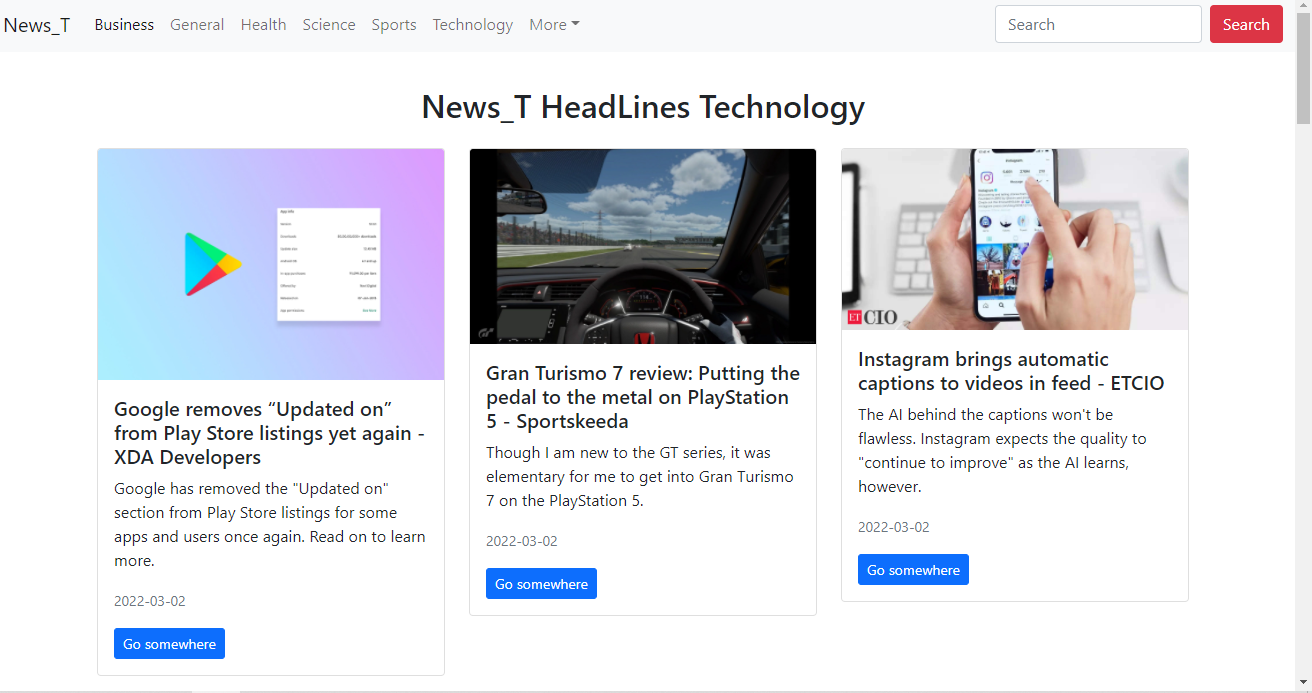 News_T Business General Health Science Sports Technology More Search Search
News_T HeadLines Technology
Google removes “Updated on”
from Play Store listings yet again -
XDA Developers
Google has removed the "Updated on"
section from Play Store listings for some
apps and users once again. Read on to learn
more.
2022-03-02
Go somewhere
Gran Turismo 7 review: Putting the
pedal to the metal on PlayStation
5 - Sportskeeda
Though I am new to the GT series, it was
elementary for me to get into Gran Turismo
7 on the PlayStation 5.
2022-03-02
Go somewhere
ET CIO
Instagram brings automatic
captions to videos in feed - ETCIO
The AI behind the captions won't be
flawless. Instagram expects the quality to
"continue to improve" as the AI learns,
however.
2022-03-02
Go somewhere